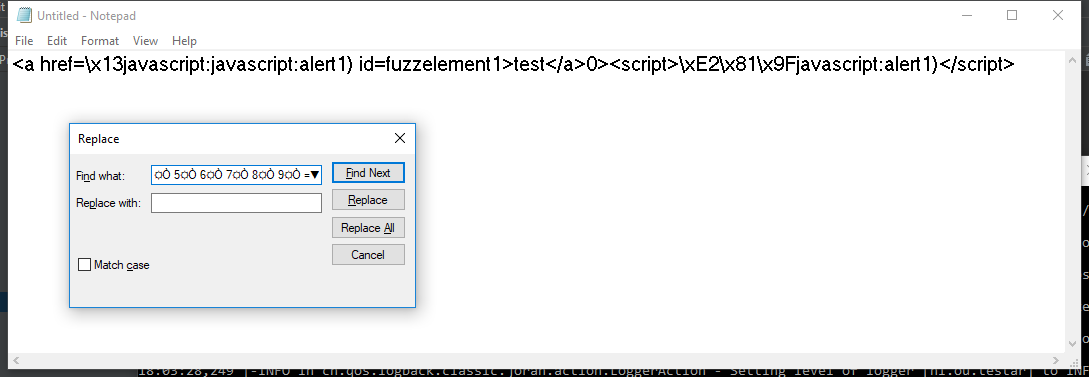 Untitled - Notepad
File Edit Format View Help
<a href=\x13javascript:javascript:alert1) id=fuzzelement1>test</a>0><script>\xE2\x81\x9Fjavascript:alert1)</script>
Replace
Find what: ¤Ô 5¤Ô 6¤Ô 7¤Ô 8¤Ô 9¤Ô =▼
Find Next
Replace with:
Replace
Replace All
Cancel
Match case
18:03:28,249 |-INFO in ch.qos.logback.classic.joran.action.LoggerAction - Setting level of logger [nl.ou.testar] to INF